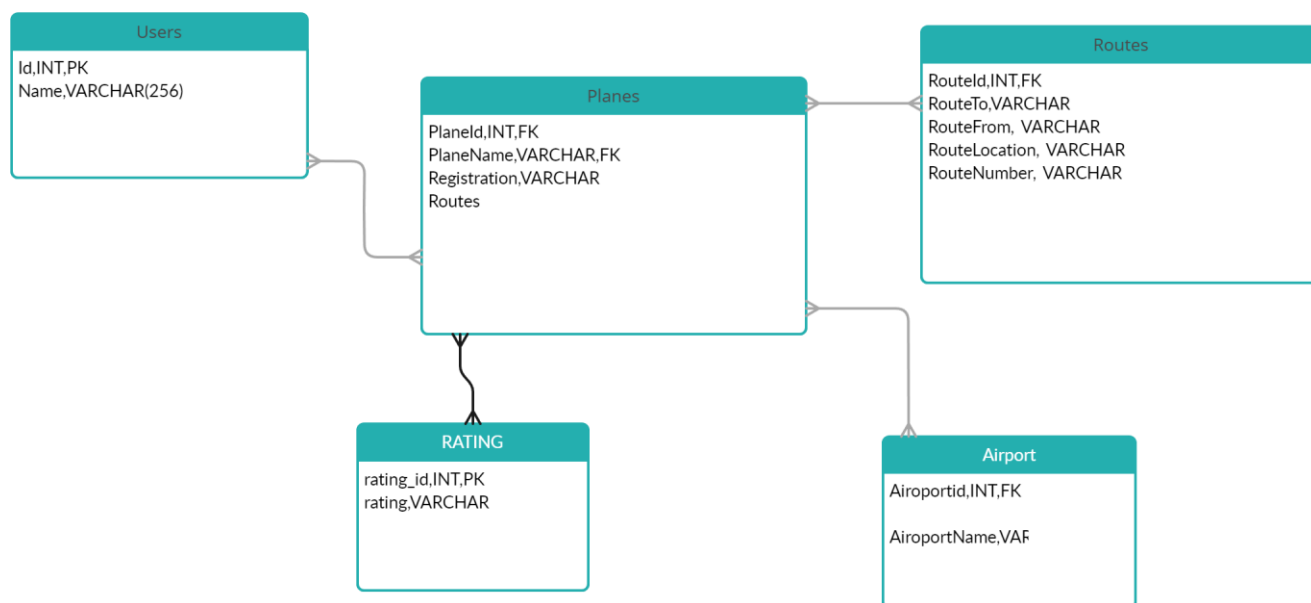 Users
Id,INT,PK
Name,VARCHAR(256)
Planes
PlaneId,INT,FK
PlaneName,VARCHAR,FK
Registration,VARCHAR
Routes
Routes
RouteId,INT,FK
RouteTo,VARCHAR
RouteFrom, VARCHAR
RouteLocation, VARCHAR
RouteNumber, VARCHAR
RATING
rating_id,INT,PK
rating,VARCHAR
Airport
Airoportid,INT,FK
AiroportName,VAR